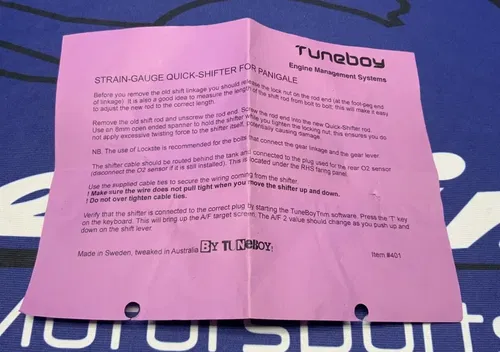 TUneBoy
Engine Management Systems
STRAIN-GAUGE QUICK-SHIFTER FOR PANIGALE
Before you remove the old shift linkage you should release the lock nut on the rod end (at the foot-peg end
of linkage). It is also a good idea to measure the length of the shift rod from bolt to bolt, this will make it easy
to adjust the new rod to the correct length.
Remove the old shift rod and unscrew the rod end. Screw the rod end into the new Quick-Shifter rod.
Use an 8mm open ended spanner to hold the shifter while you tighten the locking nut, this ensures you do
not apply excessive twisting force to the shifter itself, potentially causing damage.
NB. The use of Locktite is recommended for the bolts that connect the gear linkage and the gear lever
The shifter cable should be routed behind the tank and connected to the plug used for the rear O2 sensor
(disconnect the O2 sensor if it is still installed). This is located under the RHS faring panel.
Use the supplied cable ties to secure the wiring coming from the shifter.
! Make sure the wire does not pull tight when you move the shifter up and down.
! Do not over tighten cable ties.
Verify that the shifter is connected to the correct plug by starting the TuneBoyTrim software. Press the 'T' key
on the keyboard. This will bring up the A/F target screen. The A/F 2 value should change as you push up and
down on the shift lever.
Made in Sweden, tweaked in Australia BY TUNEBOY!
Item #401
Motorsports